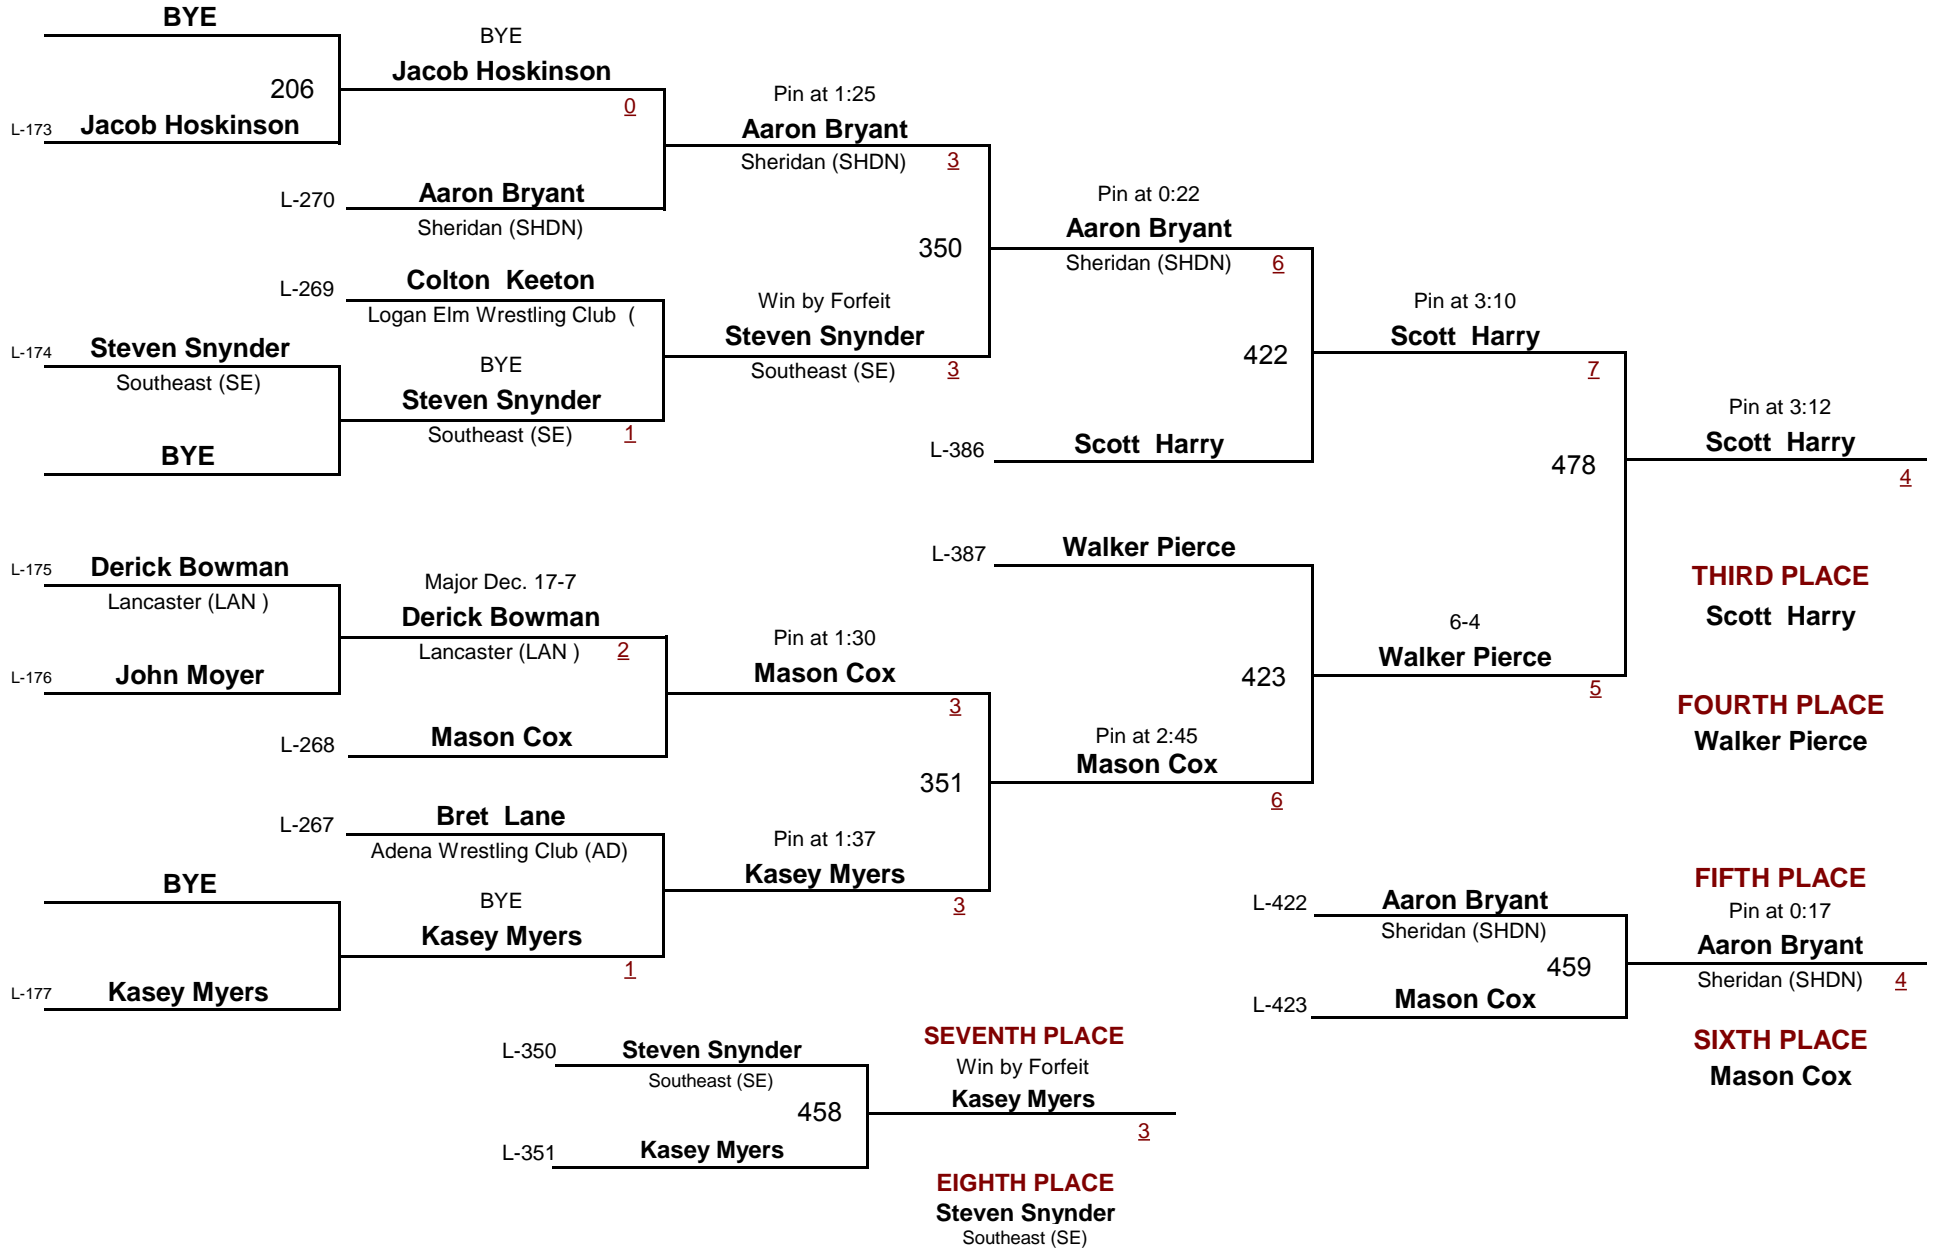 BYE
206
L-173 Jacob Hoskinson
BYE
Jacob Hoskinson
0
L-270 Aaron Bryant
Sheridan (SHDN)
Pin at 1:25
Aaron Bryant
Sheridan (SHDN) 3
L-269 Colton Keeton
Logan Elm Wrestling Club (
L-174 Steven Snynder
Southeast (SE)
BYE
BYE
Steven Snynder
Southeast (SE) 1
Win by Forfeit
Steven Snynder
Southeast (SE) 3
350
Pin at 0:22
Aaron Bryant
Sheridan (SHDN) 6
422
L-386 Scott Harry
Pin at 3:10
Scott Harry
7
478
Pin at 3:12
Scott Harry
4
L-175 Derick Bowman
Lancaster (LAN )
L-176 John Moyer
Major Dec. 17-7
Derick Bowman
Lancaster (LAN ) 2
L-268 Mason Cox
Pin at 1:30
Mason Cox
3
L-267 Bret Lane
Adena Wrestling Club (AD)
BYE
L-177 Kasey Myers
BYE
Kasey Myers
1
Pin at 1:37
Kasey Myers
3
351
L-387 Walker Pierce
423
Pin at 2:45
Mason Cox
6
6-4
Walker Pierce
5
THIRD PLACE
Scott Harry
FOURTH PLACE
Walker Pierce
L-422 Aaron Bryant
Sheridan (SHDN)
459
L-423 Mason Cox
FIFTH PLACE
Pin at 0:17
Aaron Bryant
Sheridan (SHDN) 4
SIXTH PLACE
Mason Cox
L-350 Steven Snynder
Southeast (SE)
458
L-351 Kasey Myers
SEVENTH PLACE
Win by Forfeit
Kasey Myers
3
EIGHTH PLACE
Steven Snynder
Southeast (SE)